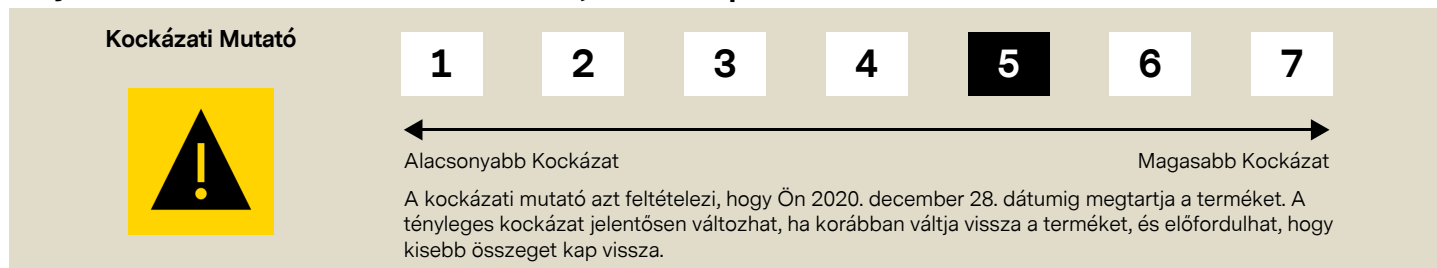 Kockázati Mutató
1 2 3 4 5 6 7
Alacsonyabb Kockázat Magasabb Kockázat
A kockázati mutató azt feltételezi, hogy Ön 2020. december 28. dátumig megtartja a terméket. A
tényleges kockázat jelentősen változhat, ha korábban váltja vissza a terméket, és előfordulhat, hogy
kisebb összeget kap vissza.